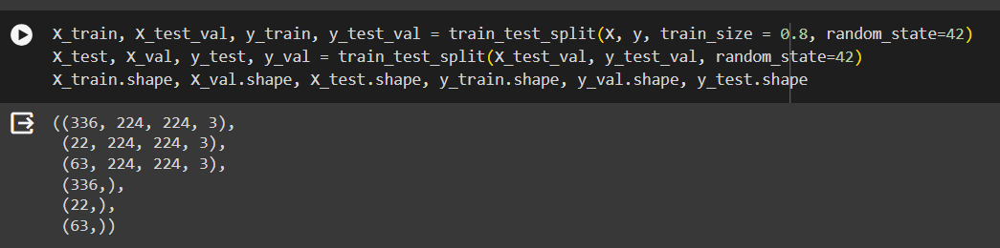 X_train, X_test_val, y_train, y_test_val = train_test_split(X, y, train_size = 0.8, random_state=42)
X_test, X_val, y_test, y_val = train_test_split(X_test_val, y_test_val, random_state=42)
X_train.shape, X_val.shape, X_test.shape, y_train.shape, y_val.shape, y_test.shape
((336, 224, 224, 3),
(22, 224, 224, 3),
(63, 224, 224, 3),
(336,),
(22,),
(63,))